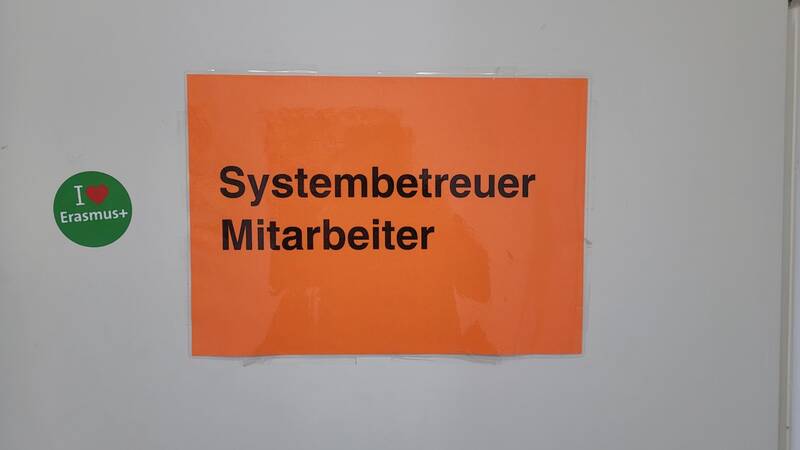 I ❤
Erasmus+
Systembetreuer
Mitarbeiter